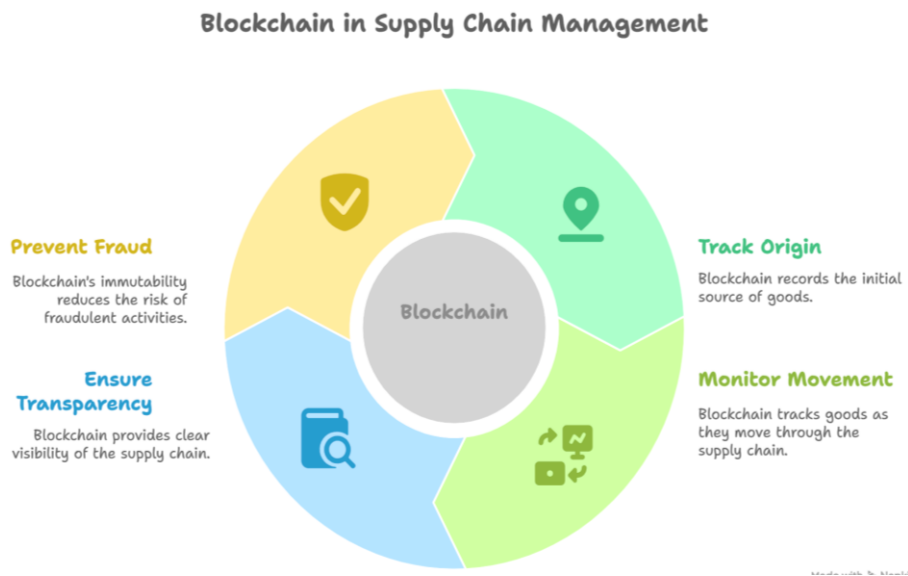 Blockchain in Supply Chain Management
Prevent Fraud
Blockchain's immutability
reduces the risk of
fraudulent activities.
Ensure
Transparency
Blockchain provides clear
visibility of the supply chain.
Blockchain
Track Origin
Blockchain records the initial
source of goods.
Monitor Movement
Blockchain tracks goods as
they move through the
supply chain.
Made with